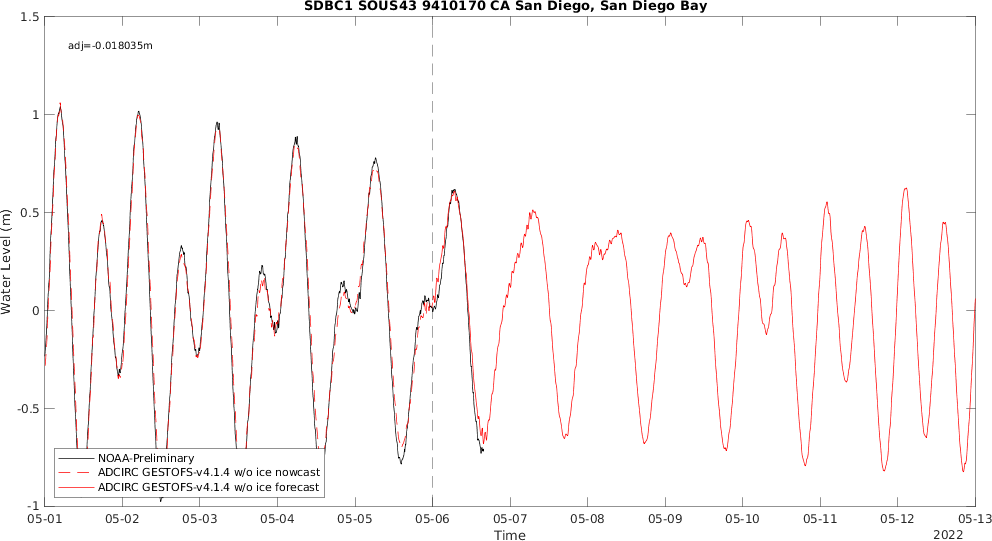 SDBC1 SOUS43 9410170 CA San Diego, San Diego Bay
adj=-0.018035m
1.5
1
0.5
0
-0.5
-1
Water Level (m)
NOAA-Preliminary
ADCIRC GESTOFS-v4.1.4 w/o ice nowcast
ADCIRC GESTOFS-v4.1.4 w/o ice forecast
05-01 05-02 05-03 05-04 05-05 05-06 05-07 05-08 05-09 05-10 05-11 05-12 05-13
Time
2022